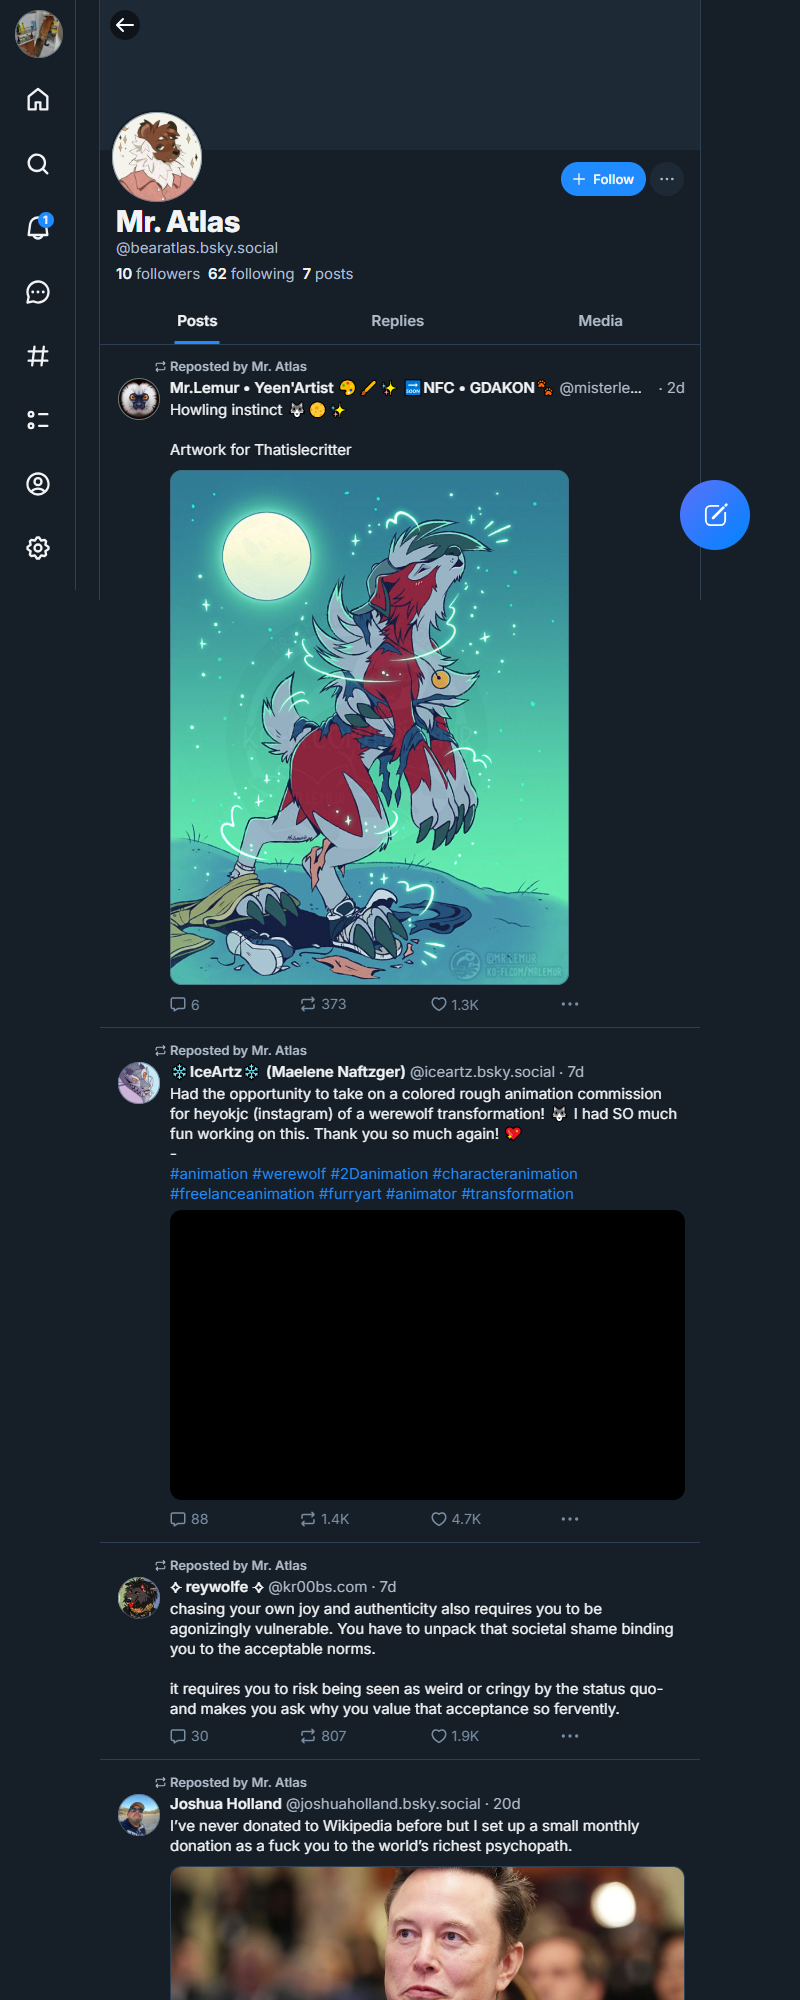 1
+ Follow
Mr. Atlas
@bearatlas.bsky.social
10 followers 62 following 7 posts
Posts
Replies
Media
Reposted by Mr. Atlas
Mr.Lemur • Yeen'Artist 🎨🖌️✨ 🔜NFC • GDAKON🐾 @misterle... · 2d
Howling instinct 🐺🌕✨
Artwork for Thatislecritter
@MRLEMUR
KO-FI.COM/MRLEMUR
6
373
1.3K
Reposted by Mr. Atlas
❄️IceArtz❄️ (Maelene Naftzger) @iceartz.bsky.social · 7d
Had the opportunity to take on a colored rough animation commission
for heyokjc (instagram) of a werewolf transformation! 🐺 I had SO much
fun working on this. Thank you so much again! 💖
-
#animation #werewolf #2Danimation #characteranimation
#freelanceanimation #furryart #animator #transformation
88
1.4K
4.7K
Reposted by Mr. Atlas
⟡ reywolfe ⟡ @kr00bs.com · 7d
chasing your own joy and authenticity also requires you to be
agonizingly vulnerable. You have to unpack that societal shame binding
you to the acceptable norms.
it requires you to risk being seen as weird or cringy by the status quo-
and makes you ask why you value that acceptance so fervently.
30
807
1.9K
Reposted by Mr. Atlas
Joshua Holland @joshuaholland.bsky.social · 20d
I've never donated to Wikipedia before but I set up a small monthly
donation as a fuck you to the world's richest psychopath.